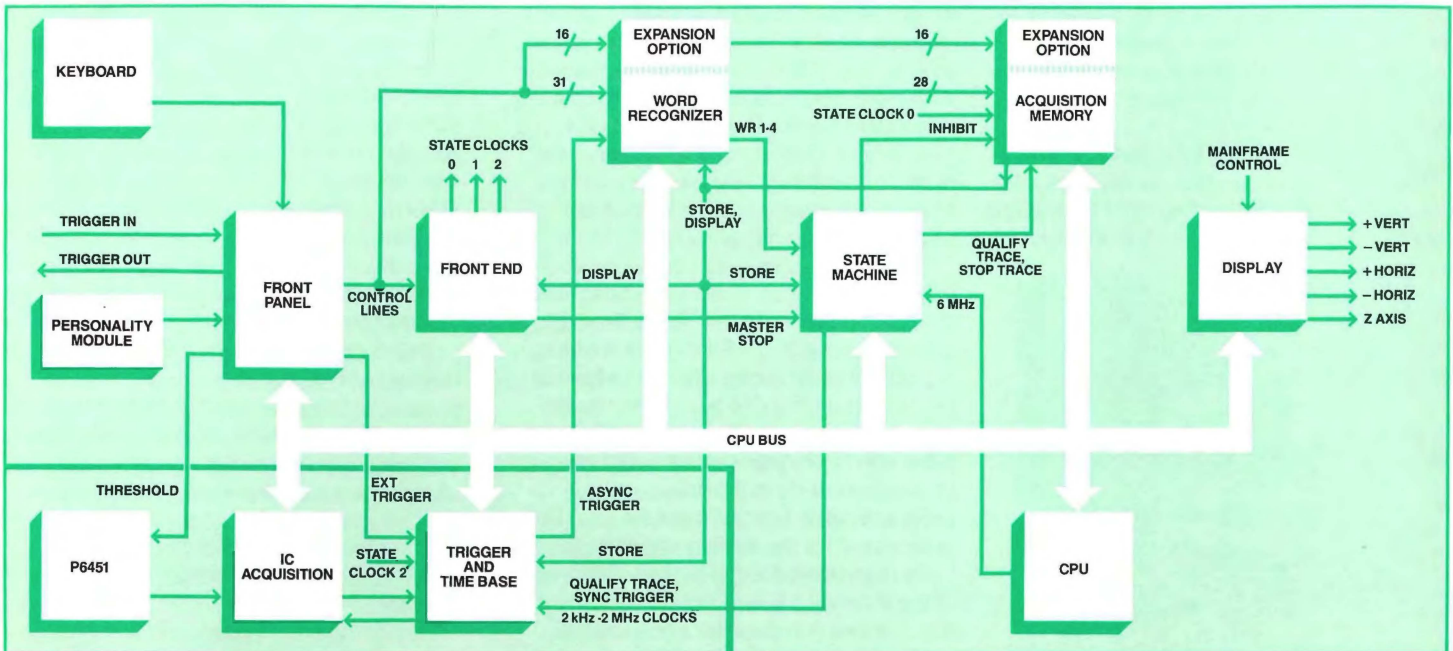 KEYBOARD
16
EXPANSION
OPTION
31
WORD
RECOGNIZER
16
EXPANSION
OPTION
28
ACQUISITION
MEMORY
STATE CLOCK 0
WR 1-4
INHIBIT
STATE CLOCKS
0 1 2
MAINFRAME
CONTROL
TRIGGER IN
TRIGGER OUT
FRONT
PANEL
PERSONALITY
MODULE
CONTROL
LINES
FRONT END
STORE,
DISPLAY
DISPLAY
STORE
MASTER
STOP
STATE
MACHINE
QUALIFY
TRACE,
STOP TRACE
6 MHz
DISPLAY
+ VERT
– VERT
+ HORIZ
– HORIZ
Z AXIS
CPU BUS
THRESHOLD
EXT
TRIGGER
ASYNC
TRIGGER
P6451
IC
ACQUISITION
STATE
CLOCK 2
TRIGGER
AND
TIME BASE
STORE
QUALIFY TRACE,
SYNC TRIGGER
2 kHz -2 MHz CLOCKS
CPU